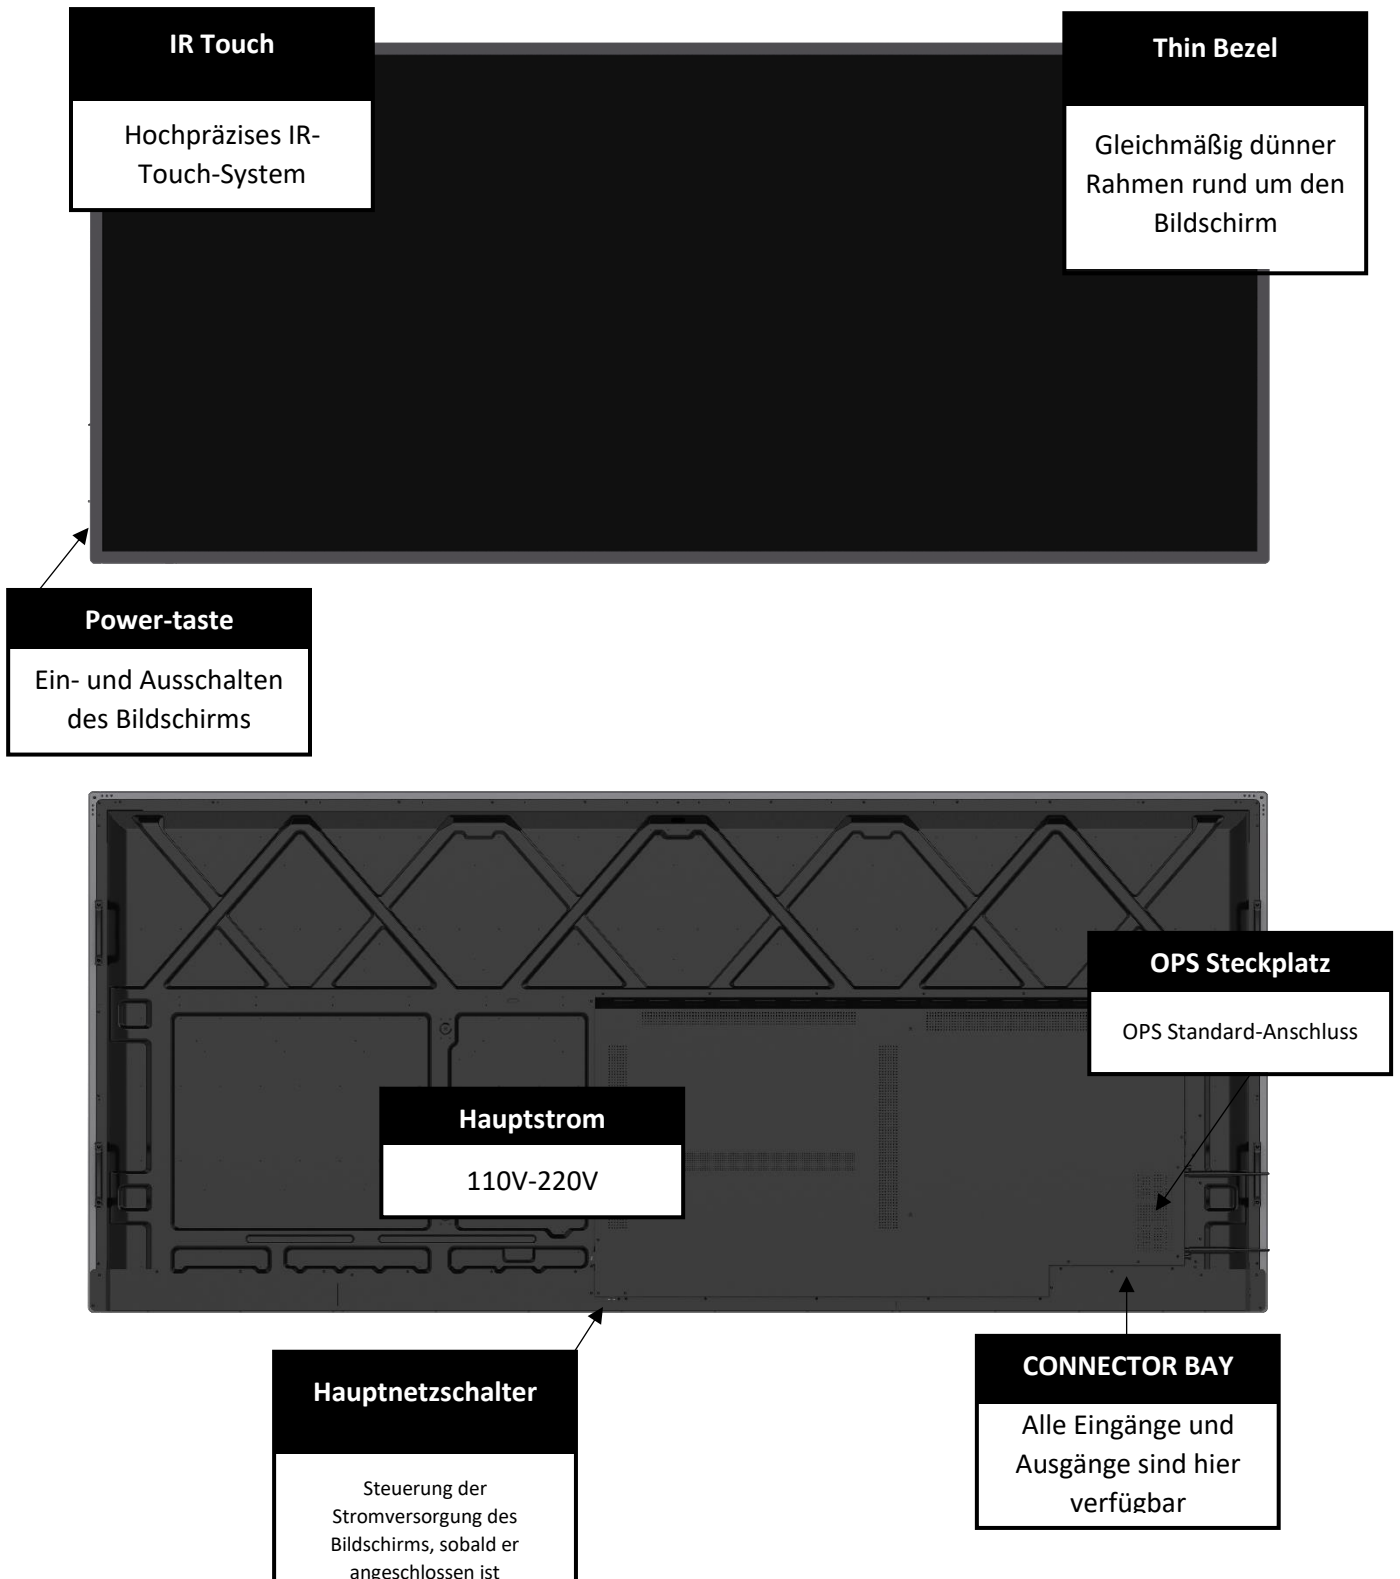 IR Touch
Hochpräzises IR-
Touch-System
Thin Bezel
Gleichmäßig dünner
Rahmen rund um den
Bildschirm
Power-taste
Ein- und Ausschalten
des Bildschirms
OPS Steckplatz
OPS Standard-Anschluss
Hauptstrom
110V-220V
Hauptnetzschalter
Steuerung der
Stromversorgung des
Bildschirms, sobald er
angeschlossen ist
CONNECTOR BAY
Alle Eingänge und
Ausgänge sind hier
verfügbar